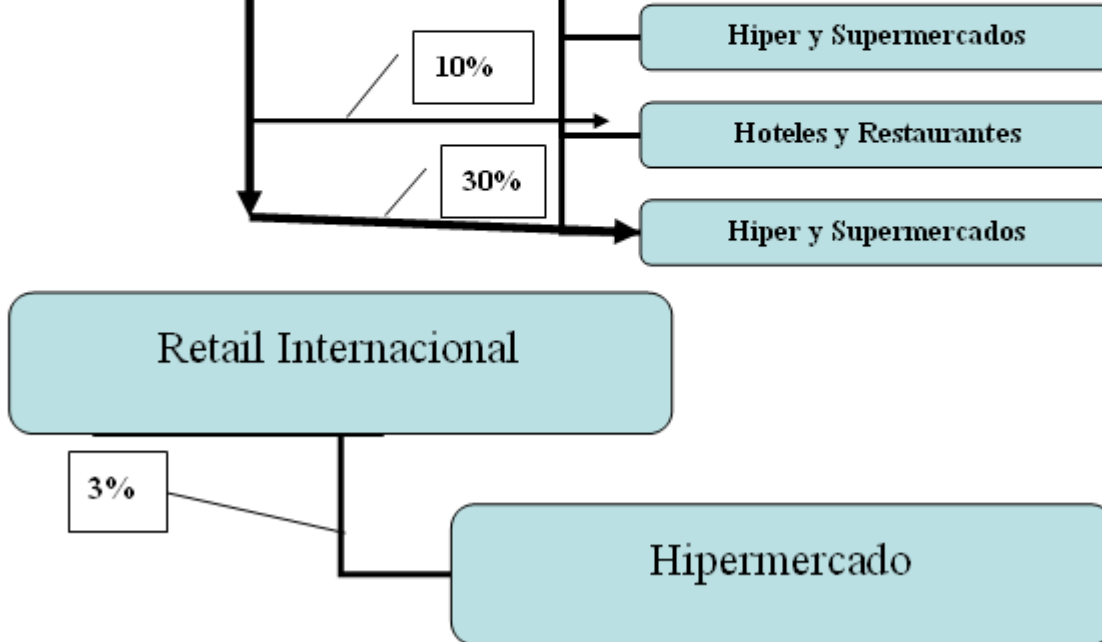 Hiper y Supermercados
10%
Hoteles y Restaurantes
30%
Hiper y Supermercados
Retail Internacional
3%
Hipermercado